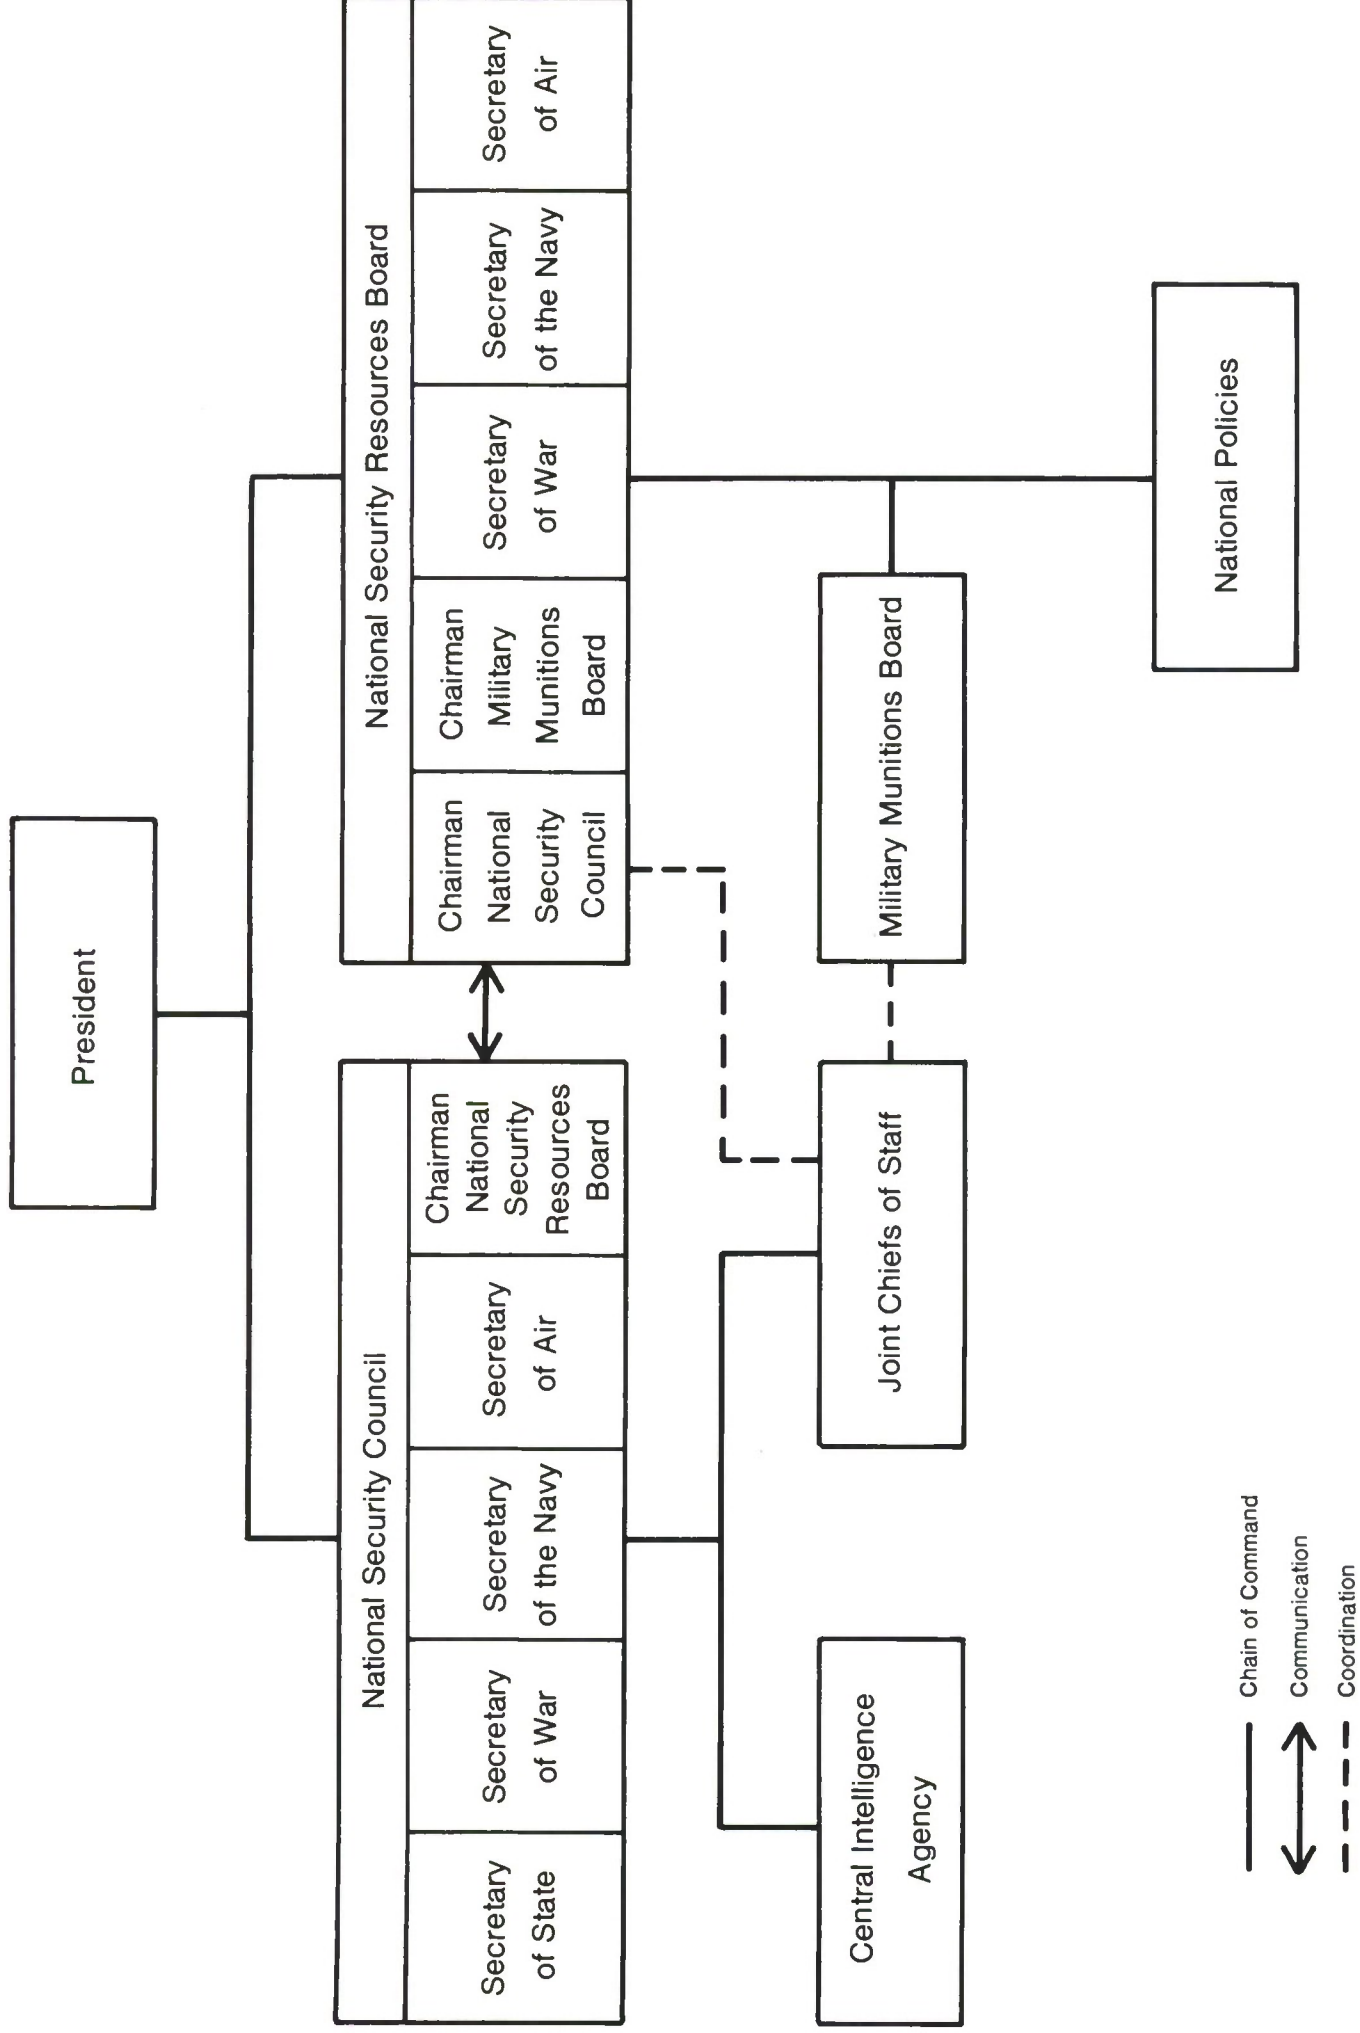 President
National Security Council
Secretary
of State
Secretary
of War
Secretary
of the Navy
Secretary
of Air
Chairman
National
Security
Resources
Board
National Security Resources Board
Chairman
National
Security
Council
Chairman
Military
Munitions
Board
Secretary
of War
Secretary
of the Navy
Secretary
of Air
Central Intelligence
Agency
Joint Chiefs of Staff
Military Munitions Board
National Policies
Chain of Command
Communication
Coordination